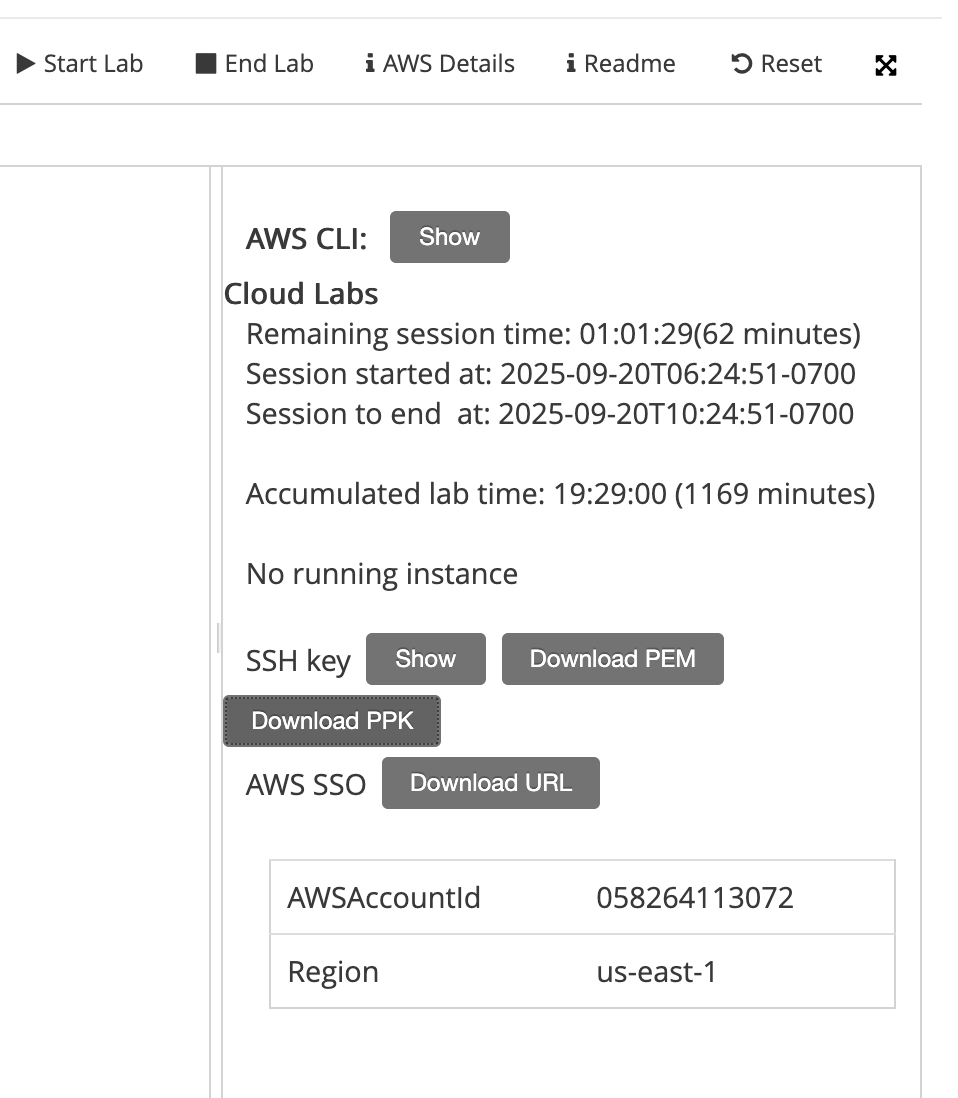 Start Lab End Lab AWS Details Readme Reset
AWS CLI: Show
Cloud Labs
Remaining session time: 01:01:29(62 minutes)
Session started at: 2025-09-20T06:24:51-0700
Session to end  at: 2025-09-20T10:24:51-0700
Accumulated lab time: 19:29:00 (1169 minutes)
No running instance
SSH key Show Download PEM
Download PPK
AWS SSO Download URL
AWSAccountId 058264113072
Region us-east-1